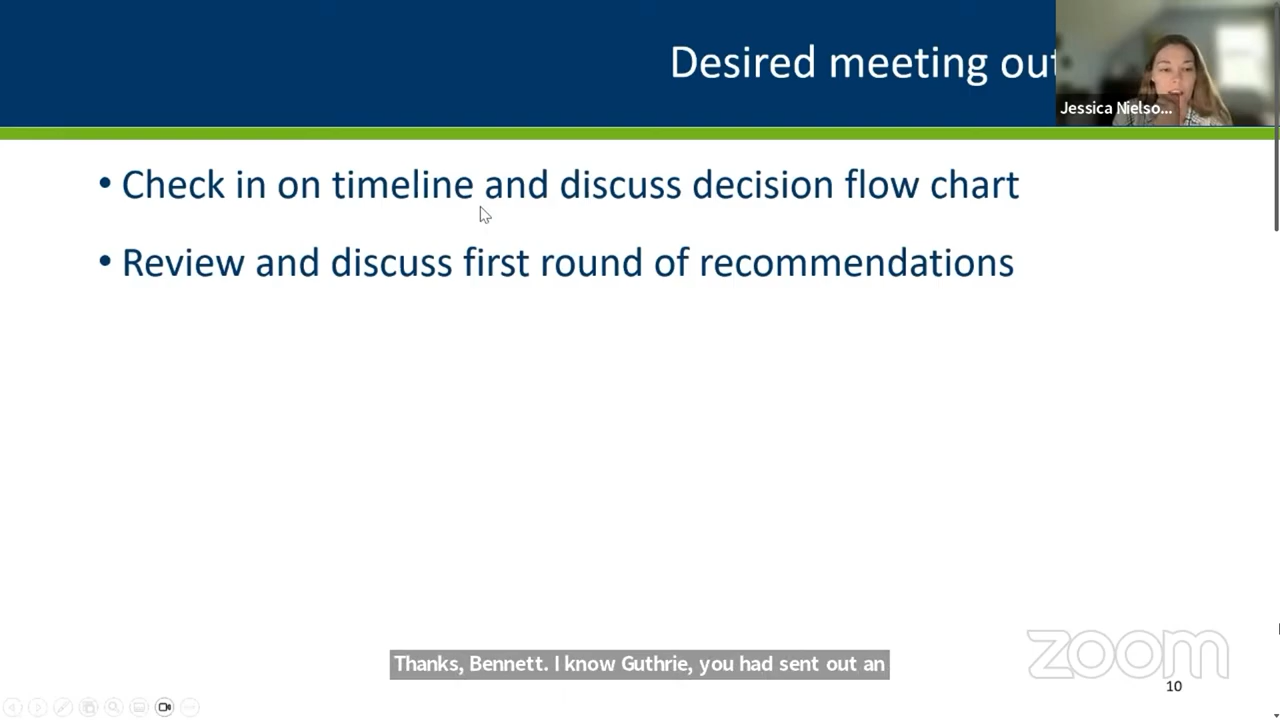 Desired meeting out
Jessica Nielso...
• Check in on timeline and discuss decision flow chart
• Review and discuss first round of recommendations
Thanks, Bennett. I know Guthrie, you had sent out an
zoom
10